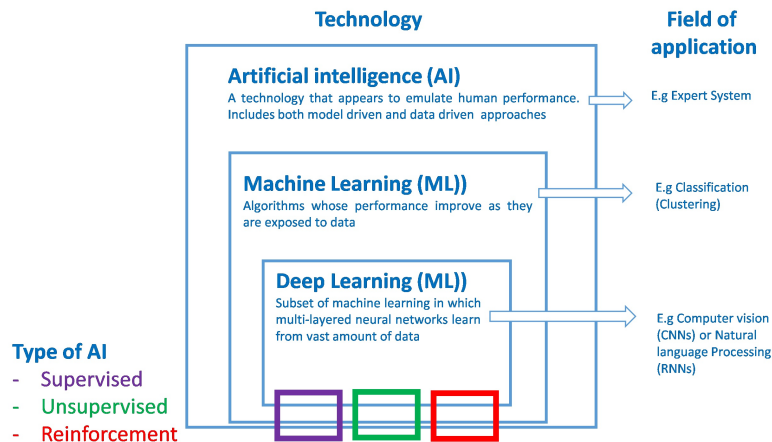 Technology
Field of
application
Artificial intelligence (AI)
A technology that appears to emulate human performance.
Includes both model driven and data driven approaches
E.g Expert System
Machine Learning (ML))
Algorithms whose performance improve as they
are exposed to data
E.g Classification
(Clustering)
Deep Learning (ML))
Subset of machine learning in which
multi-layered neural networks learn
from vast amount of data
E.g Computer vision
(CNNs) or Natural
language Processing
(RNNs)
Type of AI
- Supervised
- Unsupervised
- Reinforcement